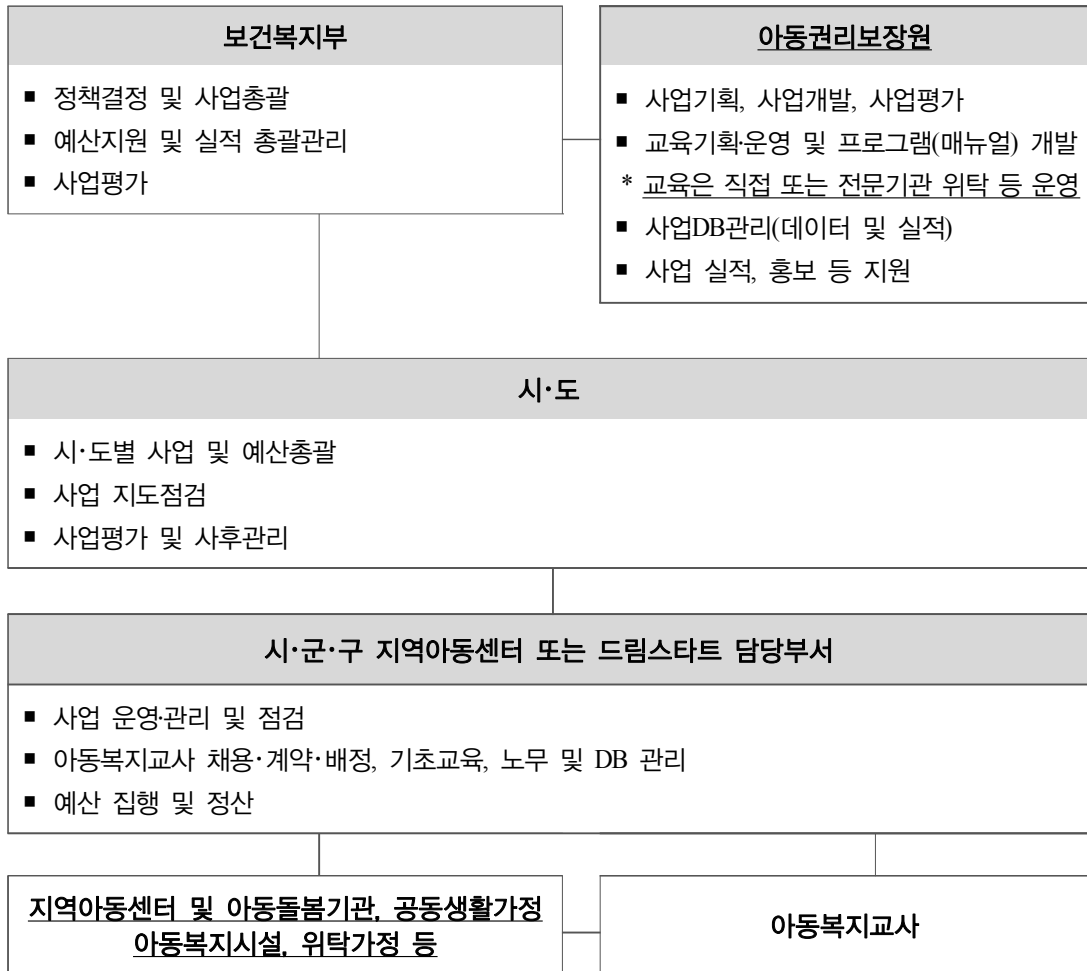 보건복지부
■ 정책결정 및 사업총괄
■ 예산지원 및 실적 총괄관리
■ 사업평가
아동권리보장원
■ 사업기획, 사업개발, 사업평가
■ 교육기획·운영 및 프로그램(매뉴얼) 개발
* 교육은 직접 또는 전문기관 위탁 등 운영
■ 사업DB관리(데이터 및 실적)
■ 사업 실적, 홍보 등 지원
시·도
■ 시·도별 사업 및 예산총괄
■ 사업 지도점검
■ 사업평가 및 사후관리
시·군·구 지역아동센터 또는 드림스타트 담당부서
■ 사업 운영·관리 및 점검
■ 아동복지교사 채용·계약·배정, 기초교육, 노무 및 DB 관리
■ 예산 집행 및 정산
지역아동센터 및 아동돌봄기관, 공동생활가정
아동복지시설, 위탁가정 등
아동복지교사